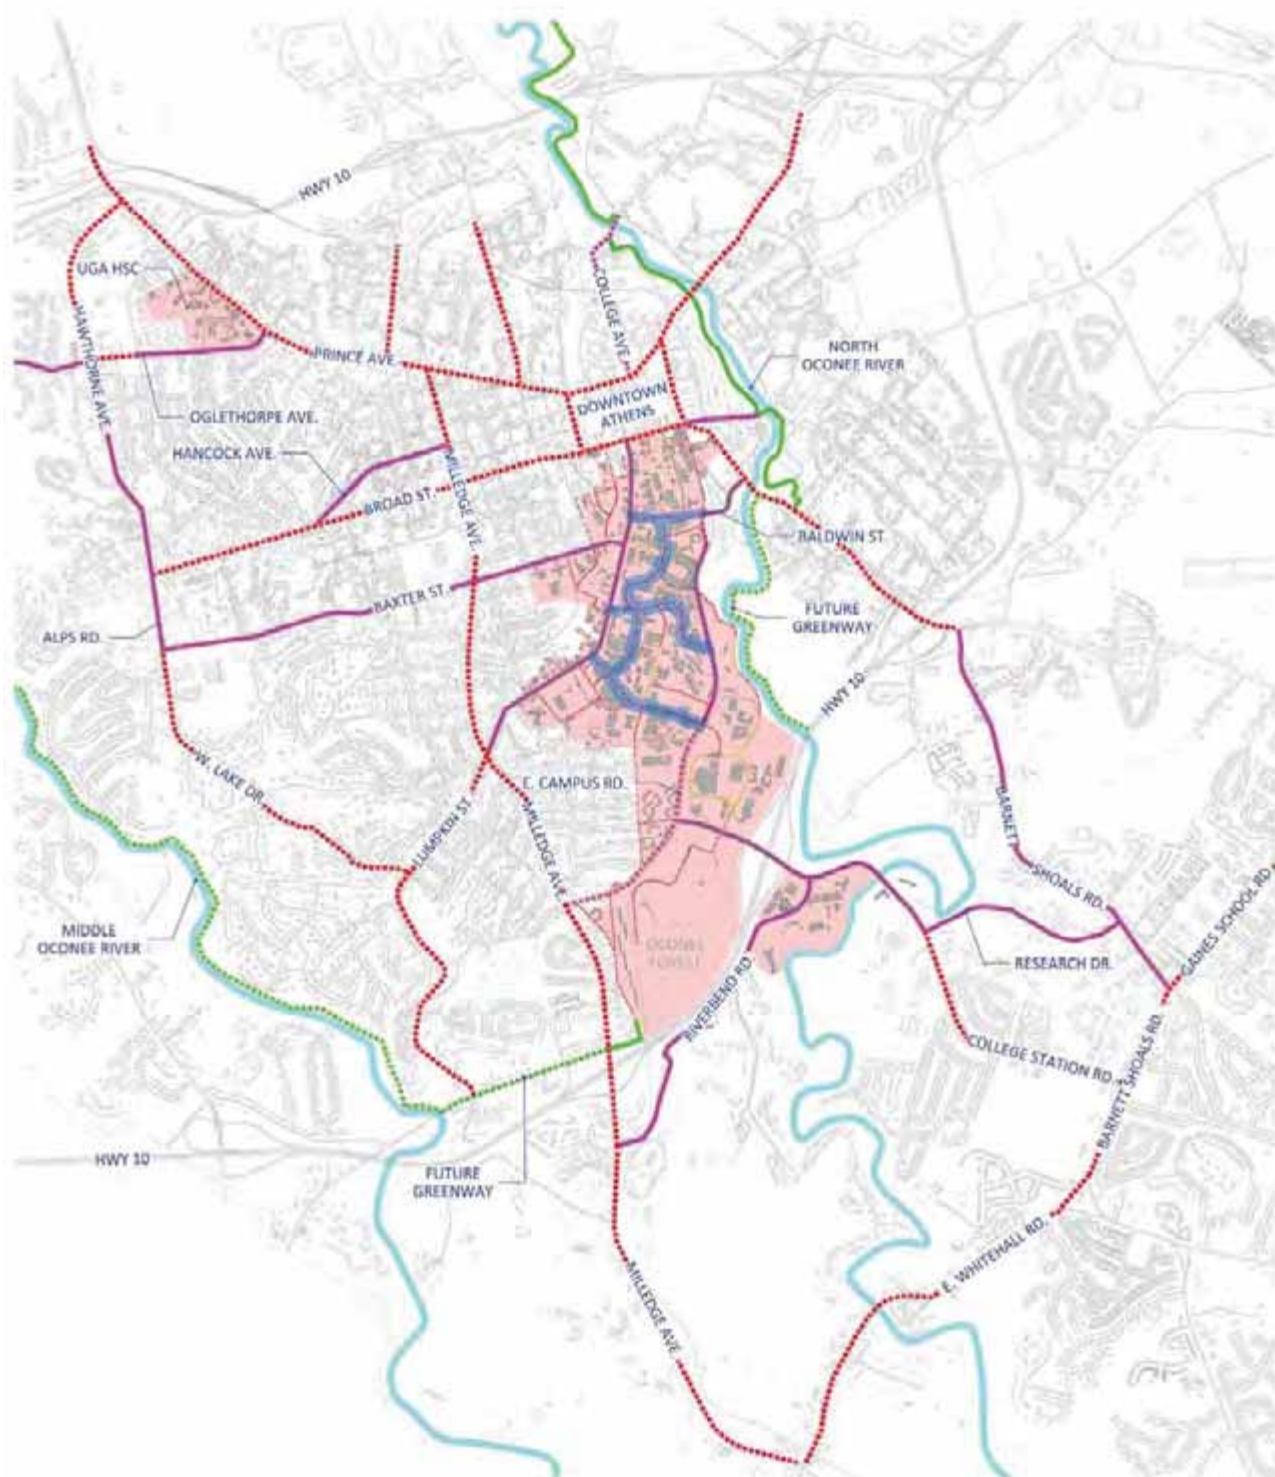 HWY 10
UGA HSC
COLLEGE AVE.
HAWTHORNE AVE.
PRINCE AVE.
NORTH
OCONEE RIVER
DOWNTOWN
ATHENS
OGLETHORPE AVE.
HANCOCK AVE.
MILLEDGE AVE.
BROAD ST.
BALDWIN ST
BAXTER ST.
FUTURE
GREENWAY
ALPS RD.
HWY 10
W. LAKE DR.
E. CAMPUS RD.
LUMPKIN ST.
MILLEDGE AVE.
BARNETT
SHOALS RD.
GAINES SCHOOL RD
MIDDLE
OCONEE RIVER
OCONEE
FOREST
RESEARCH DR.
RIVERBEND RD.
COLLEGE STATION RD.
BARNETT SHOALS RD.
HWY 10
FUTURE
GREENWAY
E. WHITEHALL RD.
MILLEDGE AVE.